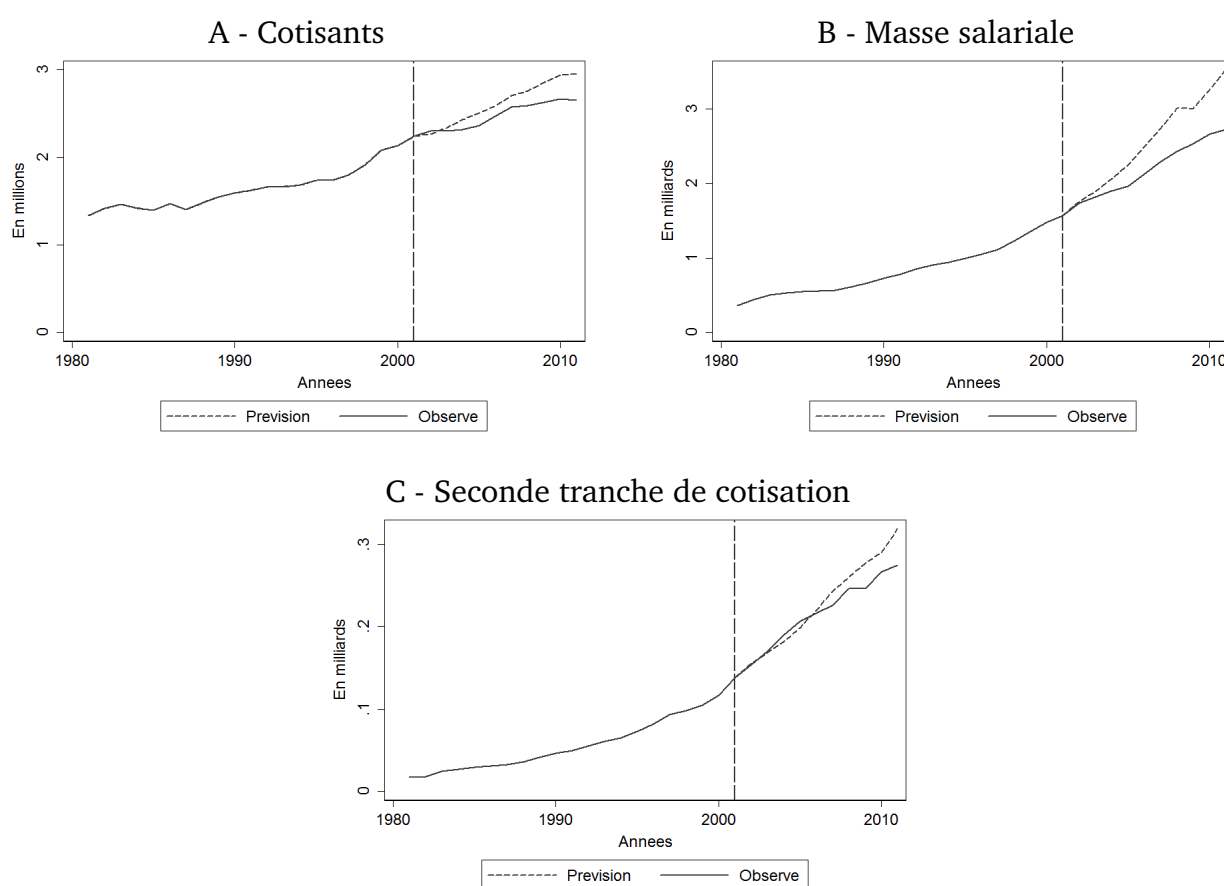 A - Cotisants
3
2
1
0
En millions
1980 1990 2000 2010
Annees
Prevision Observe
B - Masse salariale
3
2
1
0
En milliards
1980 1990 2000 2010
Annees
Prevision Observe
C - Seconde tranche de cotisation
.3
.2
.1
0
En milliards
1980 1990 2000 2010
Annees
Prevision Observe